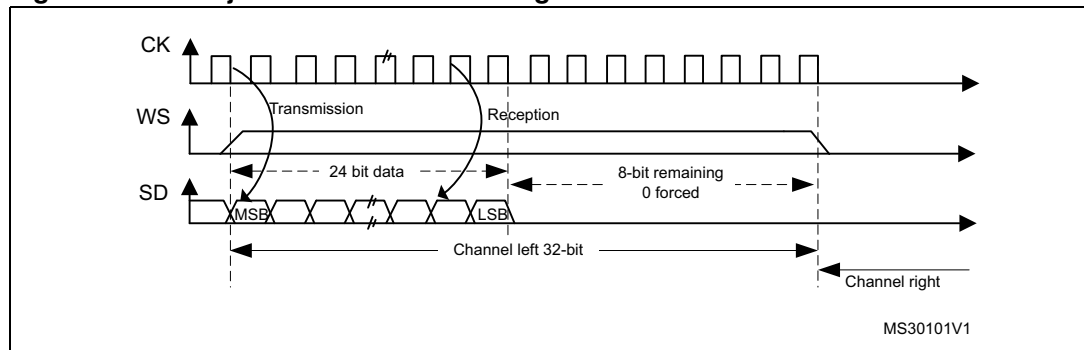 CK
Transmission
Reception
WS
24 bit data
8-bit remaining
0 forced
SD
MSB
LSB
Channel left 32-bit
Channel right
MS30101V1